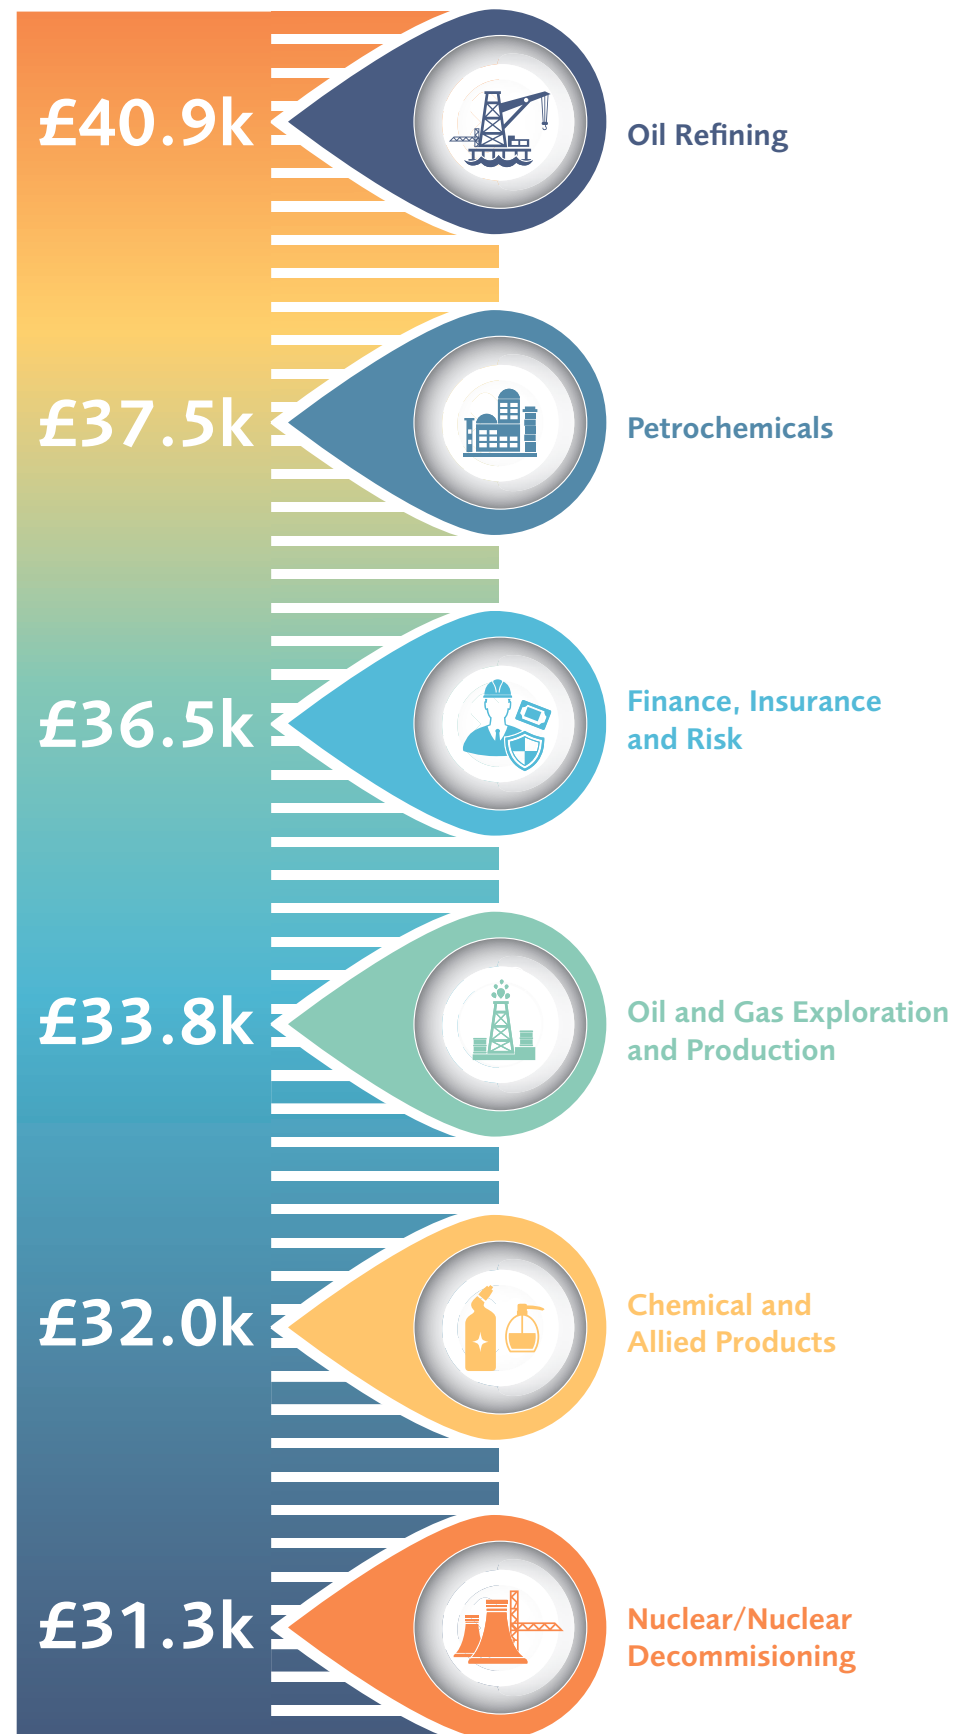 £40.9k
Oil Refining
£37.5k
Petrochemicals
£36.5k
Finance, Insurance
and Risk
£33.8k
Oil and Gas Exploration
and Production
£32.0k
Chemical and
Allied Products
£31.3k
Nuclear/Nuclear
Decommisioning